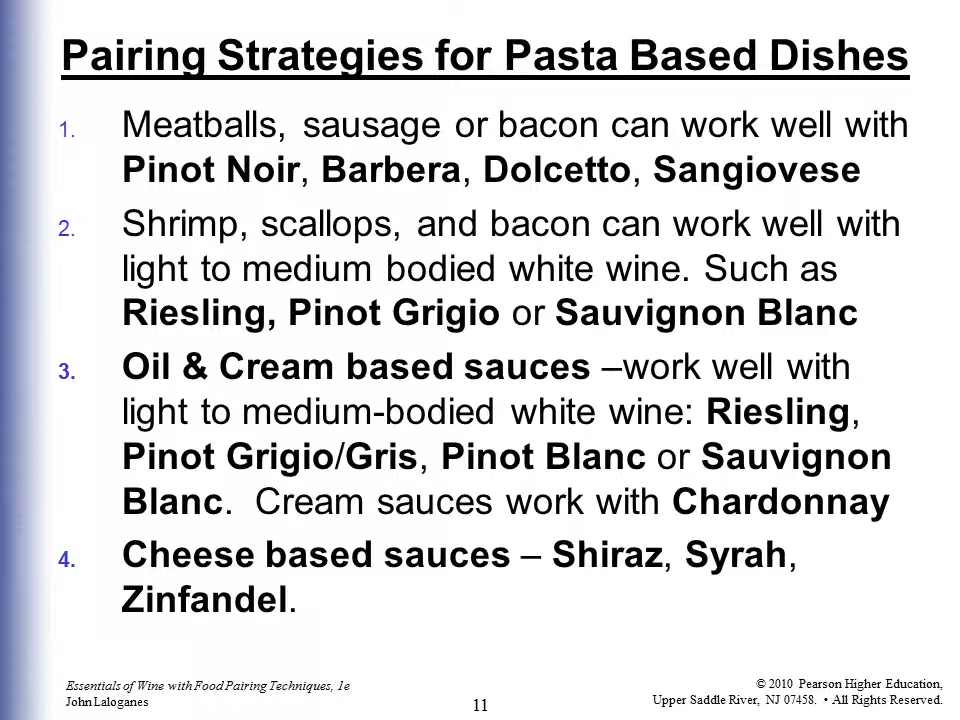 Pairing Strategies for Pasta Based Dishes
1. Meatballs, sausage or bacon can work well with
Pinot Noir, Barbera, Dolcetto, Sangiovese
2. Shrimp, scallops, and bacon can work well with
light to medium bodied white wine. Such as
Riesling, Pinot Grigio or Sauvignon Blanc
3. Oil & Cream based sauces –work well with
light to medium-bodied white wine: Riesling,
Pinot Grigio/Gris, Pinot Blanc or Sauvignon
Blanc.  Cream sauces work with Chardonnay
4. Cheese based sauces – Shiraz, Syrah,
Zinfandel.
Essentials of Wine with Food Pairing Techniques, 1e
John Laloganes
11
© 2010 Pearson Higher Education,
Upper Saddle River, NJ 07458. • All Rights Reserved.